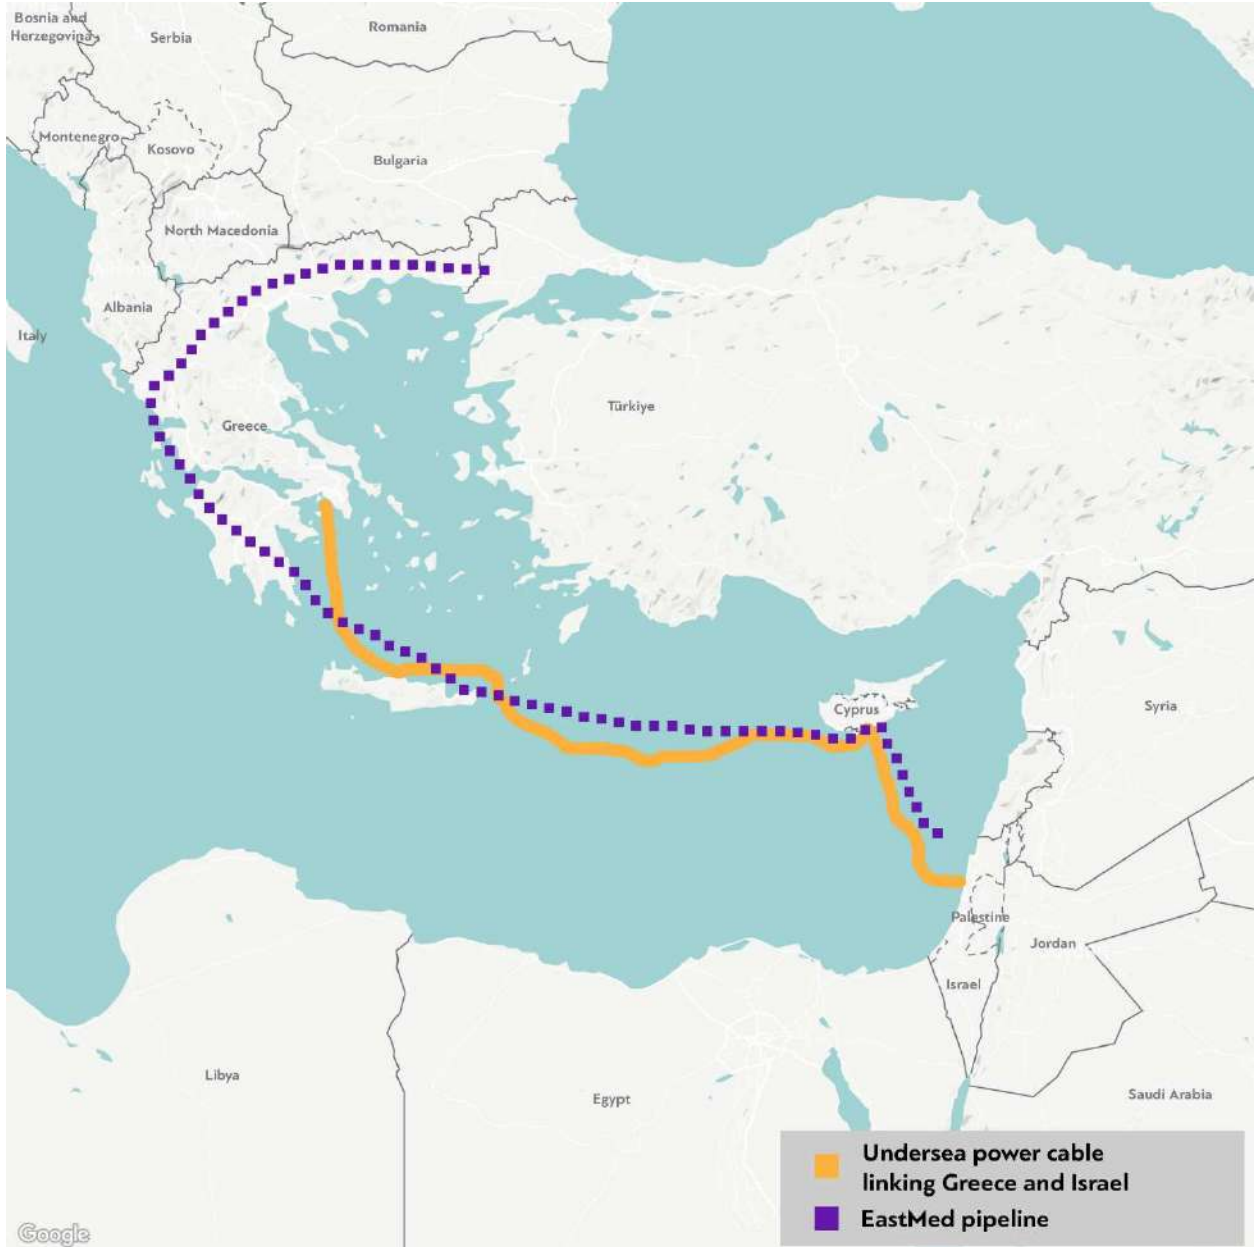 Bosnia and
Herzegovina
Serbia
Romania
Montenegro
Kosovo
Bulgaria
North Macedonia
Albania
Italy
Greece
Türkiye
Cyprus
Syria
Palestine
Jordan
Israel
Libya
Egypt
Saudi Arabia
Undersea power cable
linking Greece and Israel
EastMed pipeline
Google